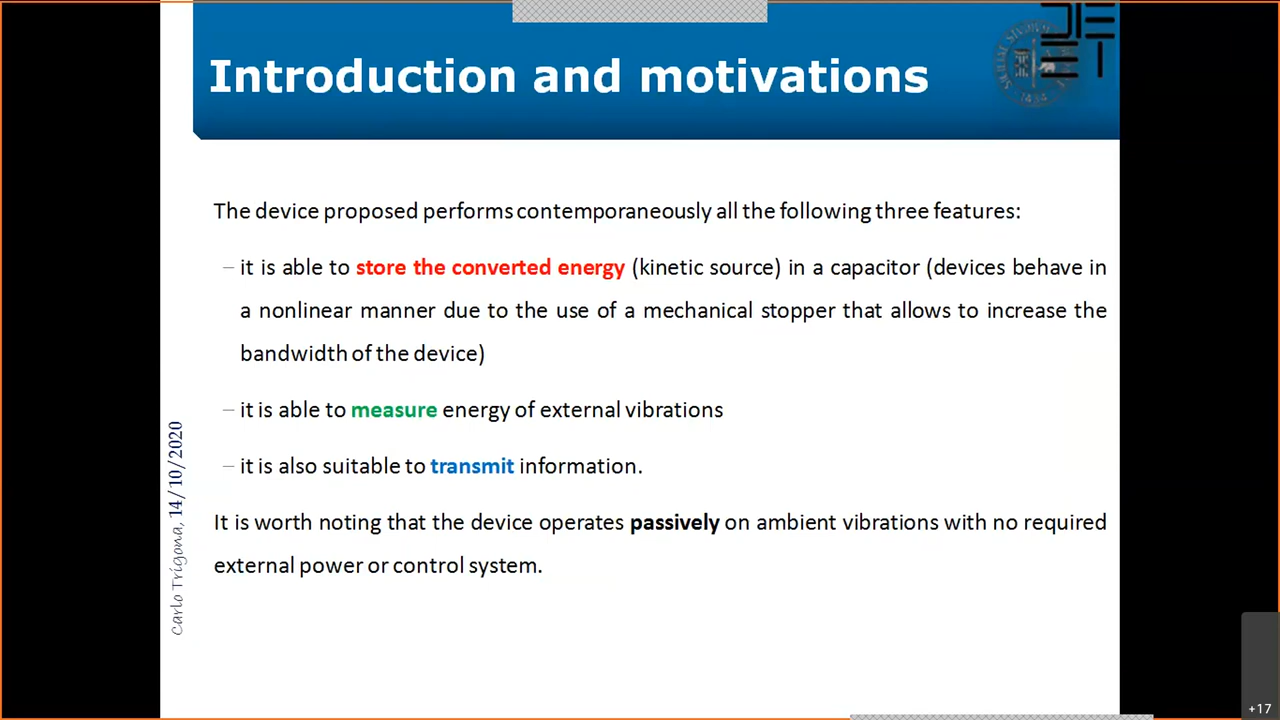 Introduction and motivations
The device proposed performs contemporaneously all the following three features:
– it is able to store the converted energy (kinetic source) in a capacitor (devices behave in
a nonlinear manner due to the use of a mechanical stopper that allows to increase the
bandwidth of the device)
– it is able to measure energy of external vibrations
– it is also suitable to transmit information.
It is worth noting that the device operates passively on ambient vibrations with no required
external power or control system.
Carlo Trigona, 14/10/2020
+17